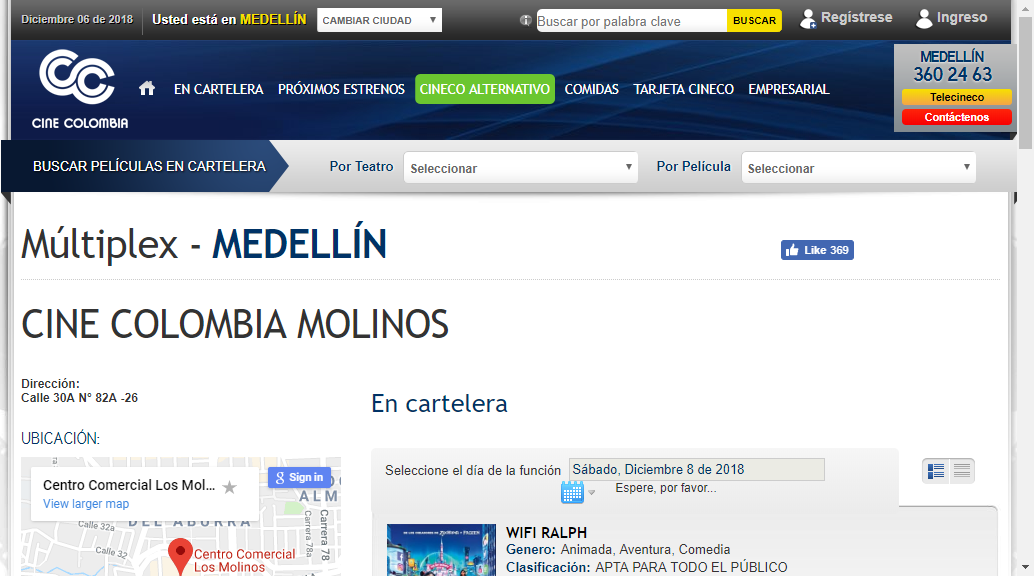 Diciembre 06 de 2018
Usted está en MEDELLÍN
CAMBIAR CIUDAD
Buscar por palabra clave
BUSCAR
Regístrese
Ingreso
CINE COLOMBIA
EN CARTELERA
PRÓXIMOS ESTRENOS
CINECO ALTERNATIVO
COMIDAS
TARJETA CINECO
EMPRESARIAL
MEDELLÍN
360 24 63
Telecineco
Contáctenos
BUSCAR PELÍCULAS EN CARTELERA
Por Teatro
Seleccionar
Por Película
Seleccionar
Múltiplex - MEDELLÍN
Like 369
CINE COLOMBIA MOLINOS
Dirección:
Calle 30A N° 82A -26
UBICACIÓN:
Centro Comercial Los Mol...
View larger map
Sign in
ALM
DEL ABURRA
Calle 32a
Calle 32
Carrera 78a
Carrera 78
Centro Comercial
Los Molinos
En cartelera
Seleccione el día de la función
Sábado, Diciembre 8 de 2018
Espere, por favor...
WIFI RALPH
Genero: Animada, Aventura, Comedia
Clasificación: APTA PARA TODO EL PÚBLICO